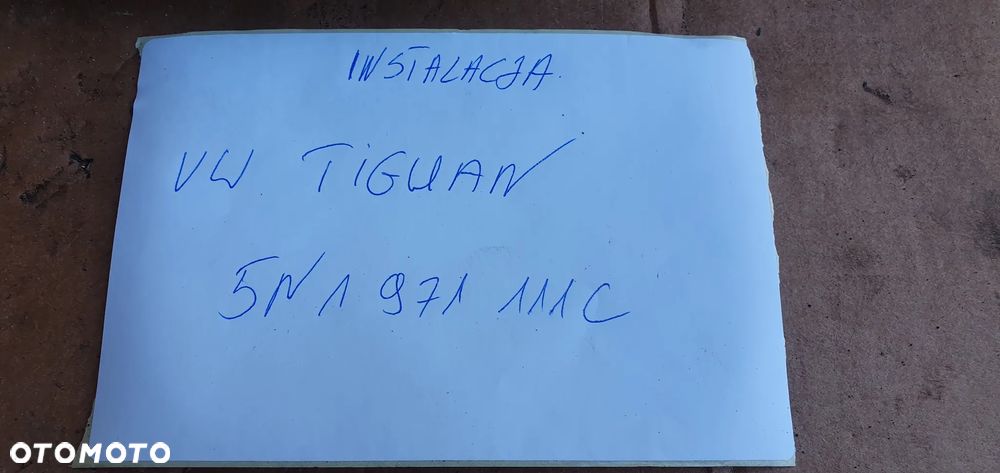 INSTALACJA.
VW TiGUAN
5N1 971 111C
OTOMOTO